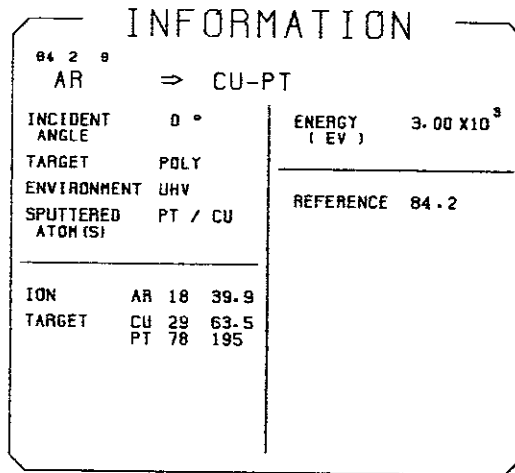 INFORMATION
84 2 9
AR ⇒ CU-PT
INCIDENT ANGLE 0 °
TARGET POLY
ENVIRONMENT UHV
SPUTTERED ATOM(S) PT / CU
ION AR 18 39.9
TARGET CU 29 63.5
PT 78 195
ENERGY ( EV ) 3.00 X10³
REFERENCE 84.2